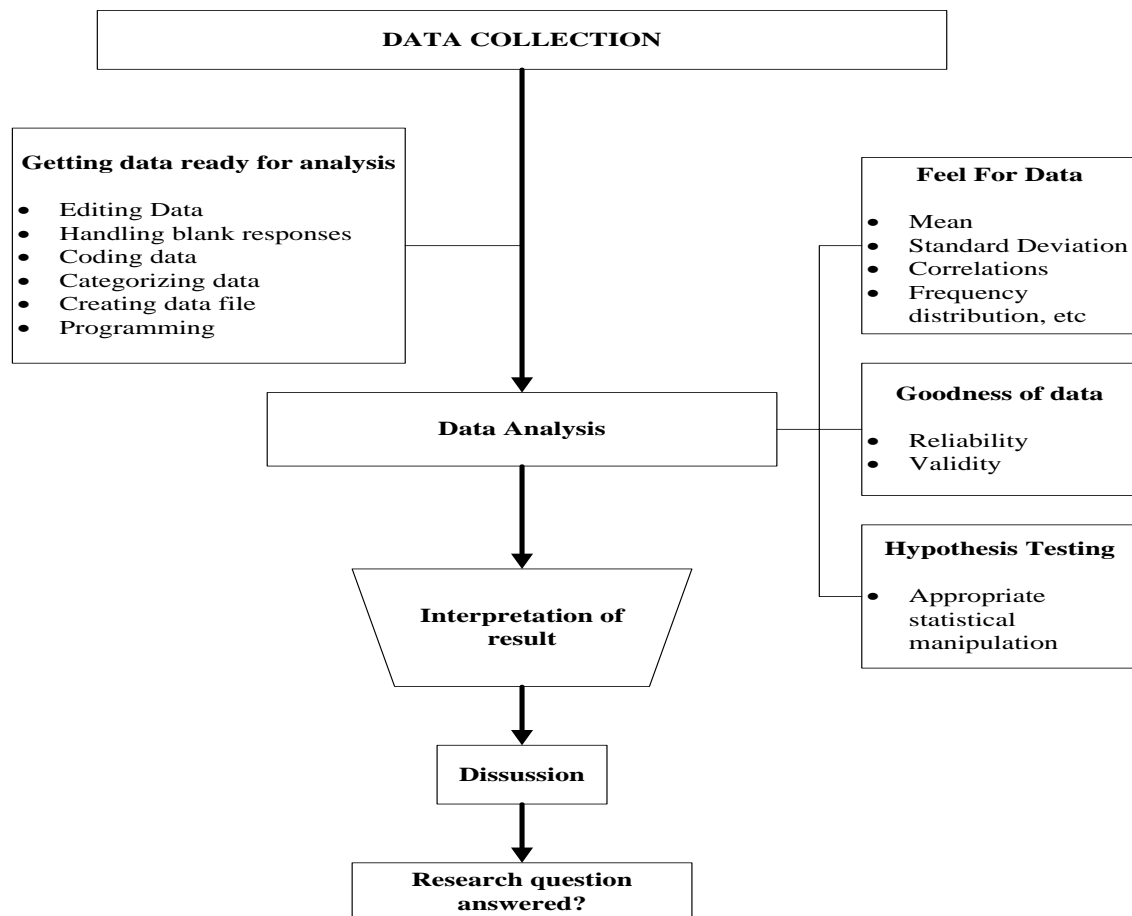 DATA COLLECTION
Getting data ready for analysis
• Editing Data
• Handling blank responses
• Coding data
• Categorizing data
• Creating data file
• Programming
Feel For Data
• Mean
• Standard Deviation
• Correlations
• Frequency
distribution, etc
Data Analysis
Goodness of data
• Reliability
• Validity
Hypothesis Testing
• Appropriate
statistical
manipulation
Interpretation of
result
Dissussion
Research question
answered?